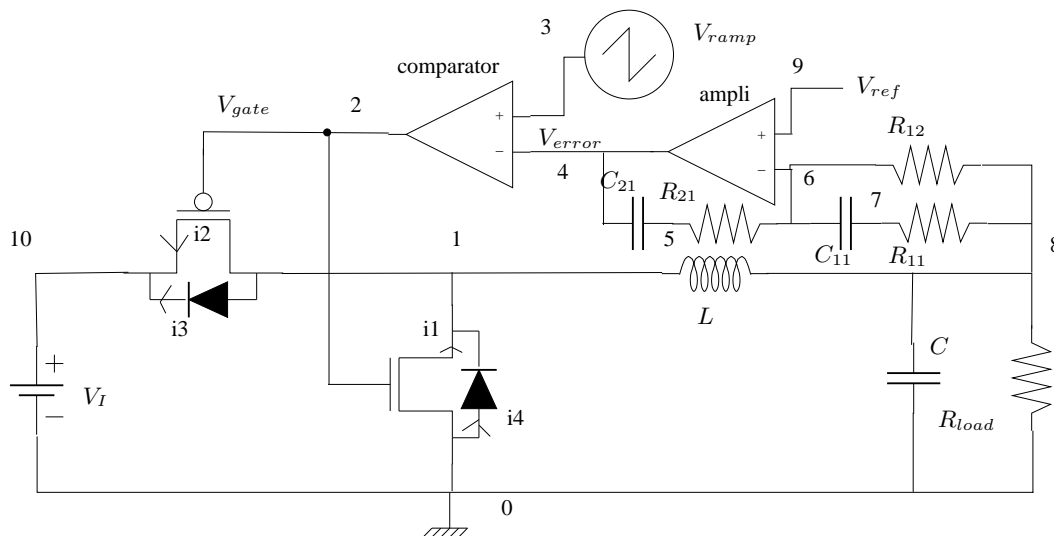 3
V_ramp
comparator
9
ampli
V_ref
V_gate
2
+
+
R_12
−
V_error
−
4
6
C_21
R_21
7
10
i2
1
5
C_11
R_11
8
i3
L
i1
+
C
V_I
−
i4
R_load
0